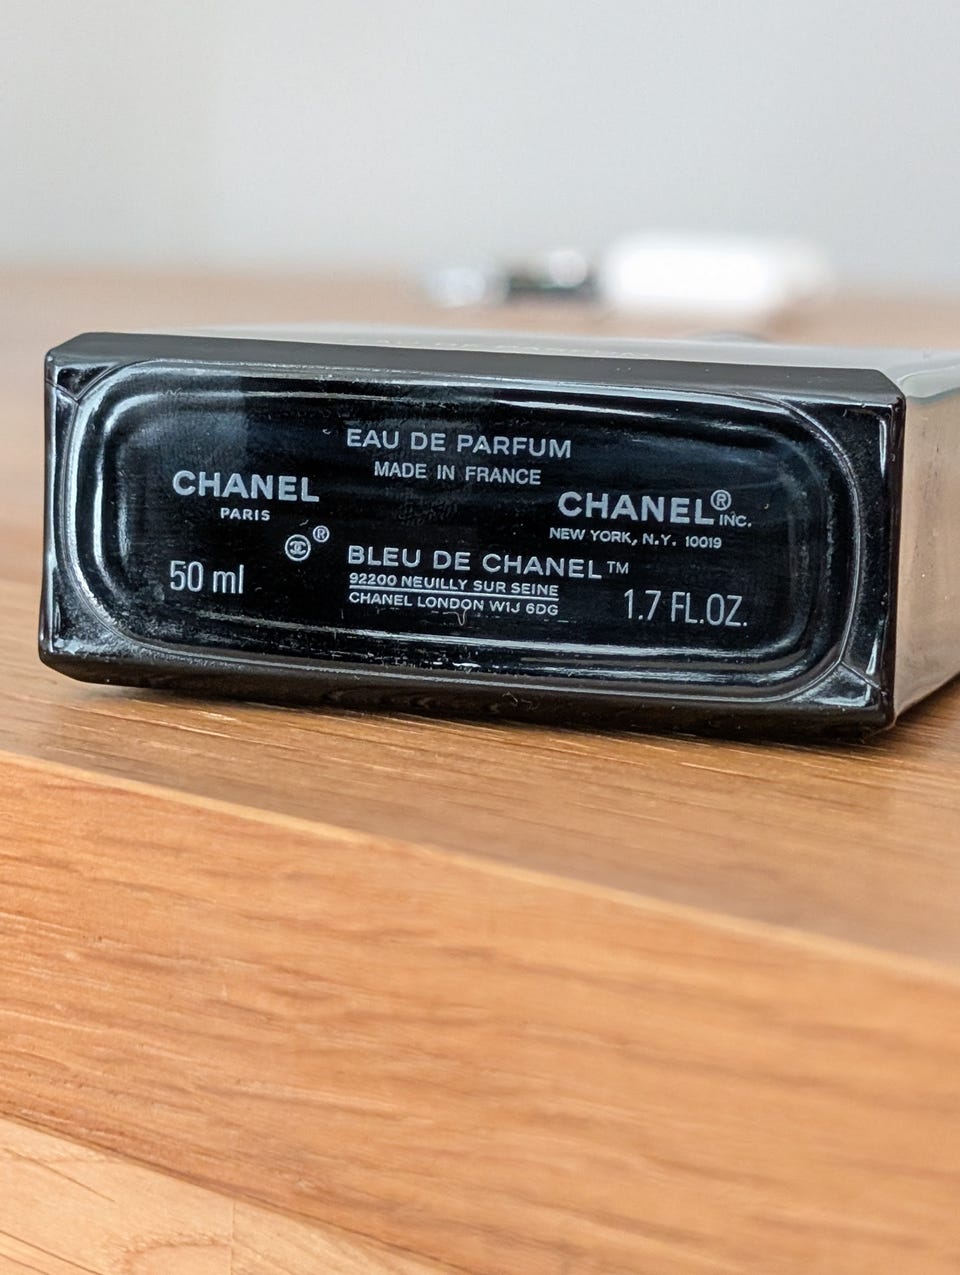 EAU DE PARFUM
MADE IN FRANCE
CHANEL
PARIS
®
50 ml
CHANEL® INC.
NEW YORK, N.Y. 10019
BLEU DE CHANEL™
92200 NEUILLY SUR SEINE
CHANEL LONDON W1J 6DG
1.7 FL.OZ.